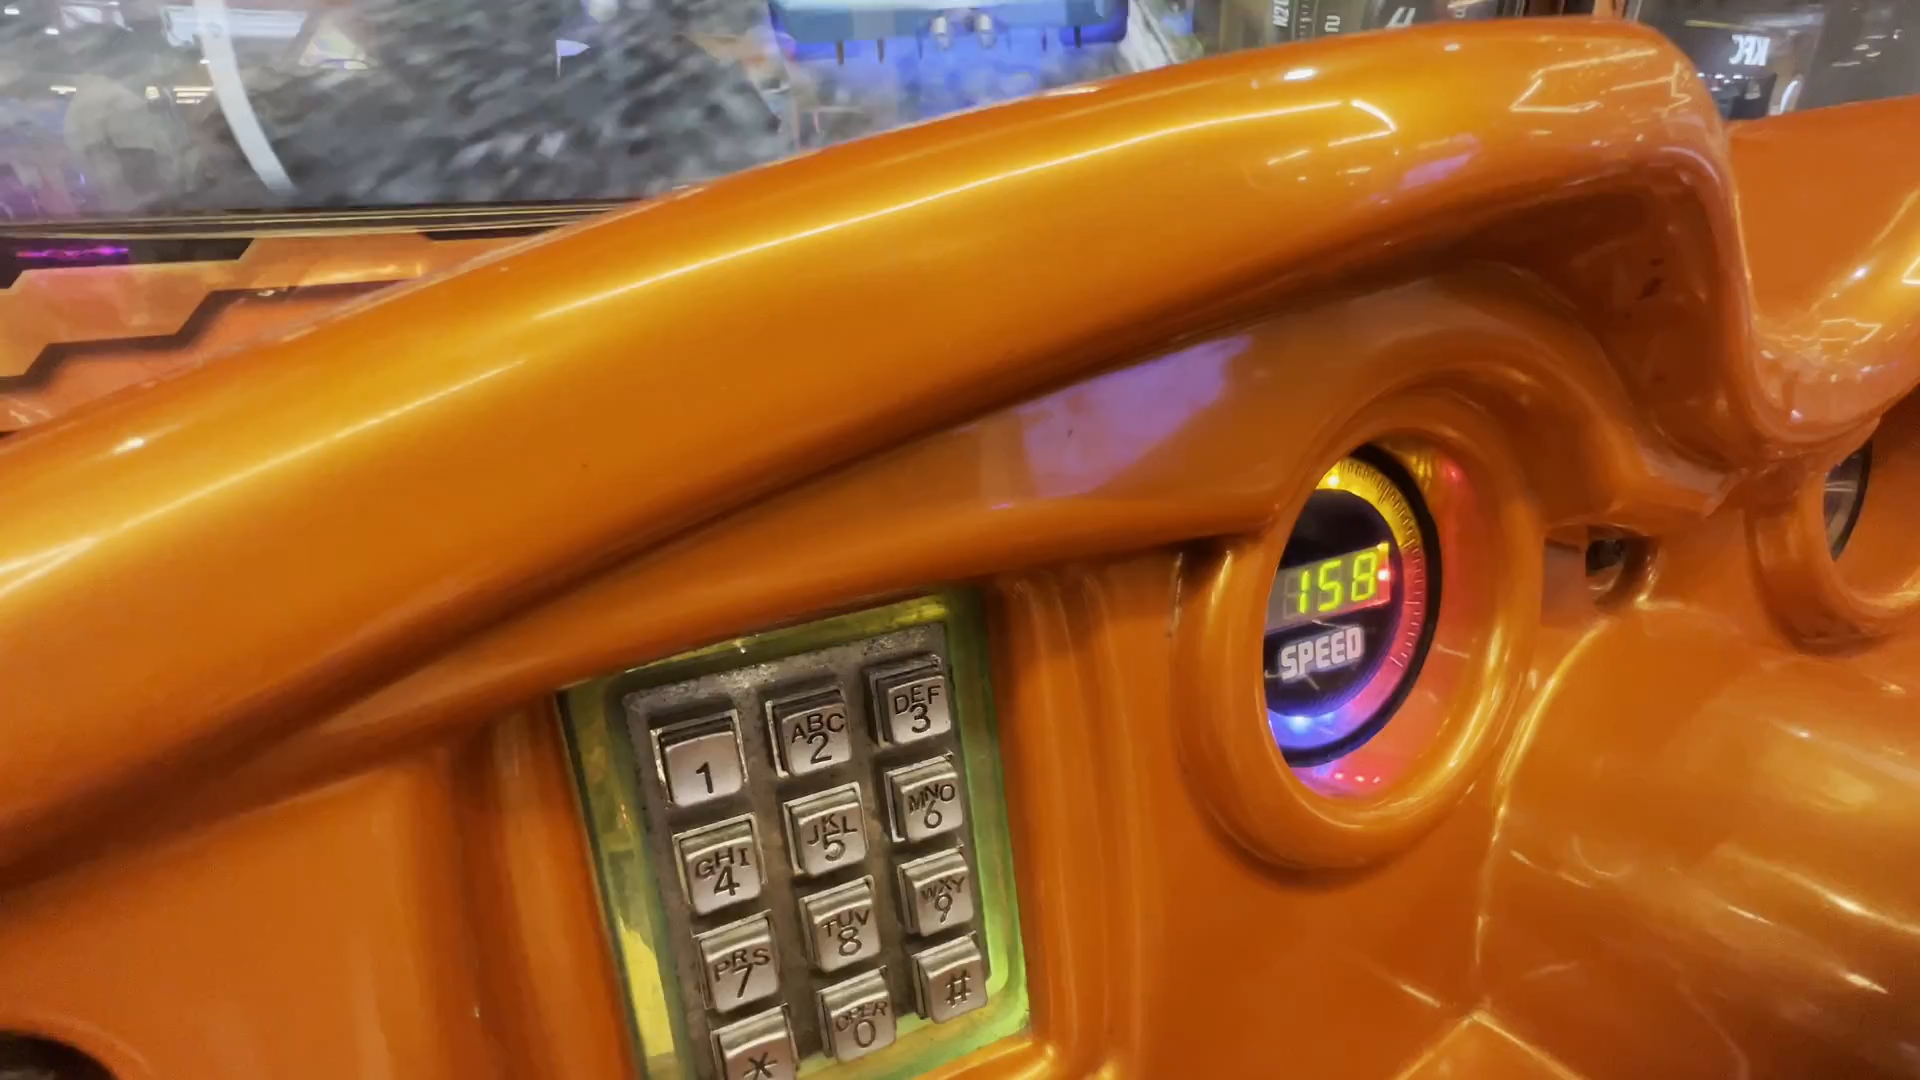 KFC
158
SPEED
1
ABC
2
DEF
3
GHI
4
JKL
5
MNO
6
PRS
7
TUV
8
WXY
9
*
OPER
0
#